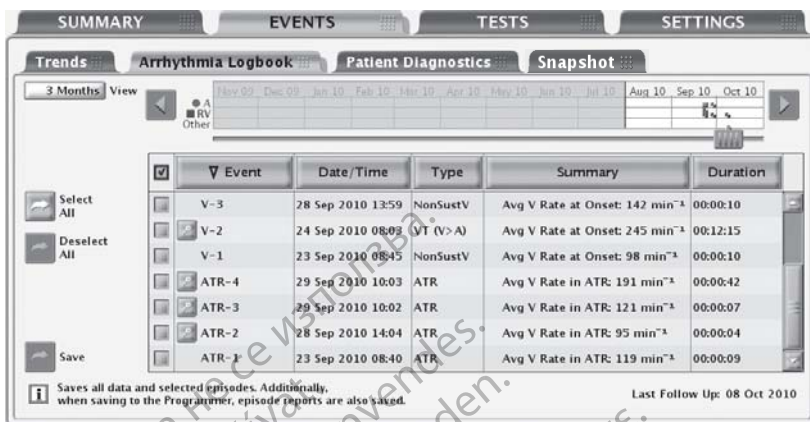 SUMMARY EVENTS TESTS SETTINGS
Trends Arrhythmia Logbook Patient Diagnostics Snapshot
3 Months View
Nov 09 Dec 09 Jan 10 Feb 10 Mar 10 Apr 10 May 10 Jun 10 Jul 10 Aug 10 Sep 10 Oct 10
A
RV
Other
Event Date/Time Type Summary Duration
Select All
Deselect All
Save
V-3 28 Sep 2010 13:59 NonSustV Avg V Rate at Onset: 142 min⁻¹ 00:00:10
V-2 24 Sep 2010 08:03 VT (V>A) Avg V Rate at Onset: 245 min⁻¹ 00:12:15
V-1 23 Sep 2010 08:45 NonSustV Avg V Rate at Onset: 98 min⁻¹ 00:00:10
ATR-4 29 Sep 2010 10:03 ATR Avg V Rate in ATR: 191 min⁻¹ 00:00:42
ATR-3 29 Sep 2010 10:02 ATR Avg V Rate in ATR: 121 min⁻¹ 00:00:07
ATR-2 28 Sep 2010 14:04 ATR Avg V Rate in ATR: 95 min⁻¹ 00:00:04
ATR-1 23 Sep 2010 08:40 ATR Avg V Rate in ATR: 119 min⁻¹ 00:00:09
i Saves all data and selected episodes. Additionally,
when saving to the Programmer, episode reports are also saved.
Last Follow Up: 08 Oct 2010
не се използва.